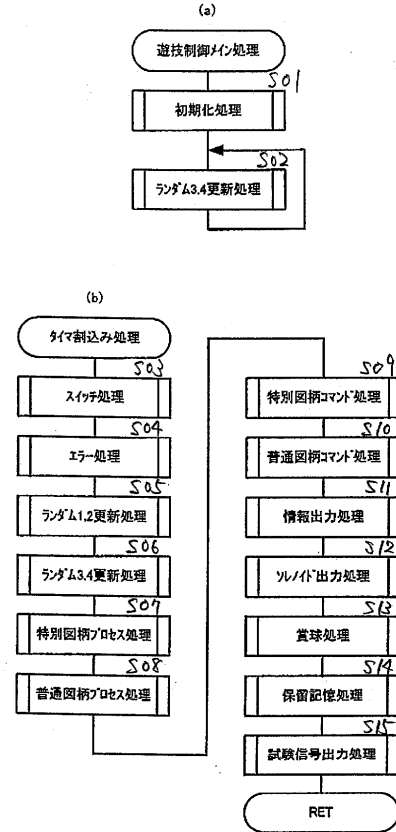 (a)
遊技制御メイン処理
S01
初期化処理
S02
ランダム3.4更新処理
(b)
タイマ割込み処理
S03
スイッチ処理
S04
エラー処理
S05
ランダム1,2更新処理
S06
ランダム3.4更新処理
S07
特別図柄プロセス処理
S08
普通図柄プロセス処理
S09
特別図柄コマンド処理
S10
普通図柄コマンド処理
S11
情報出力処理
S12
ソレノイド出力処理
S13
賞球処理
S14
保留記憶処理
S15
試験信号出力処理
RET